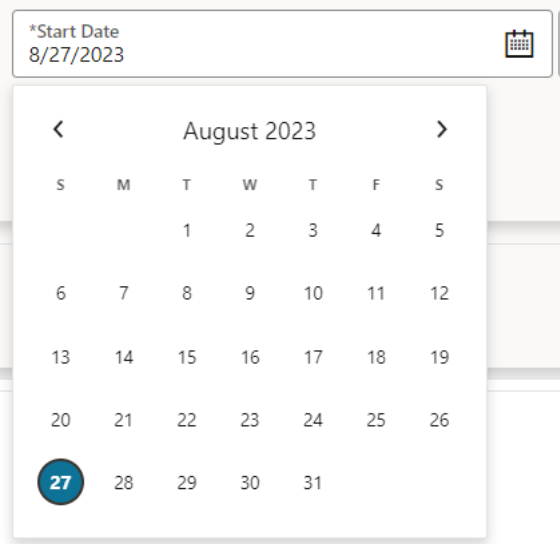 *Start Date
8/27/2023
August 2023
S M T W T F S
1 2 3 4 5
6 7 8 9 10 11 12
13 14 15 16 17 18 19
20 21 22 23 24 25 26
27 28 29 30 31